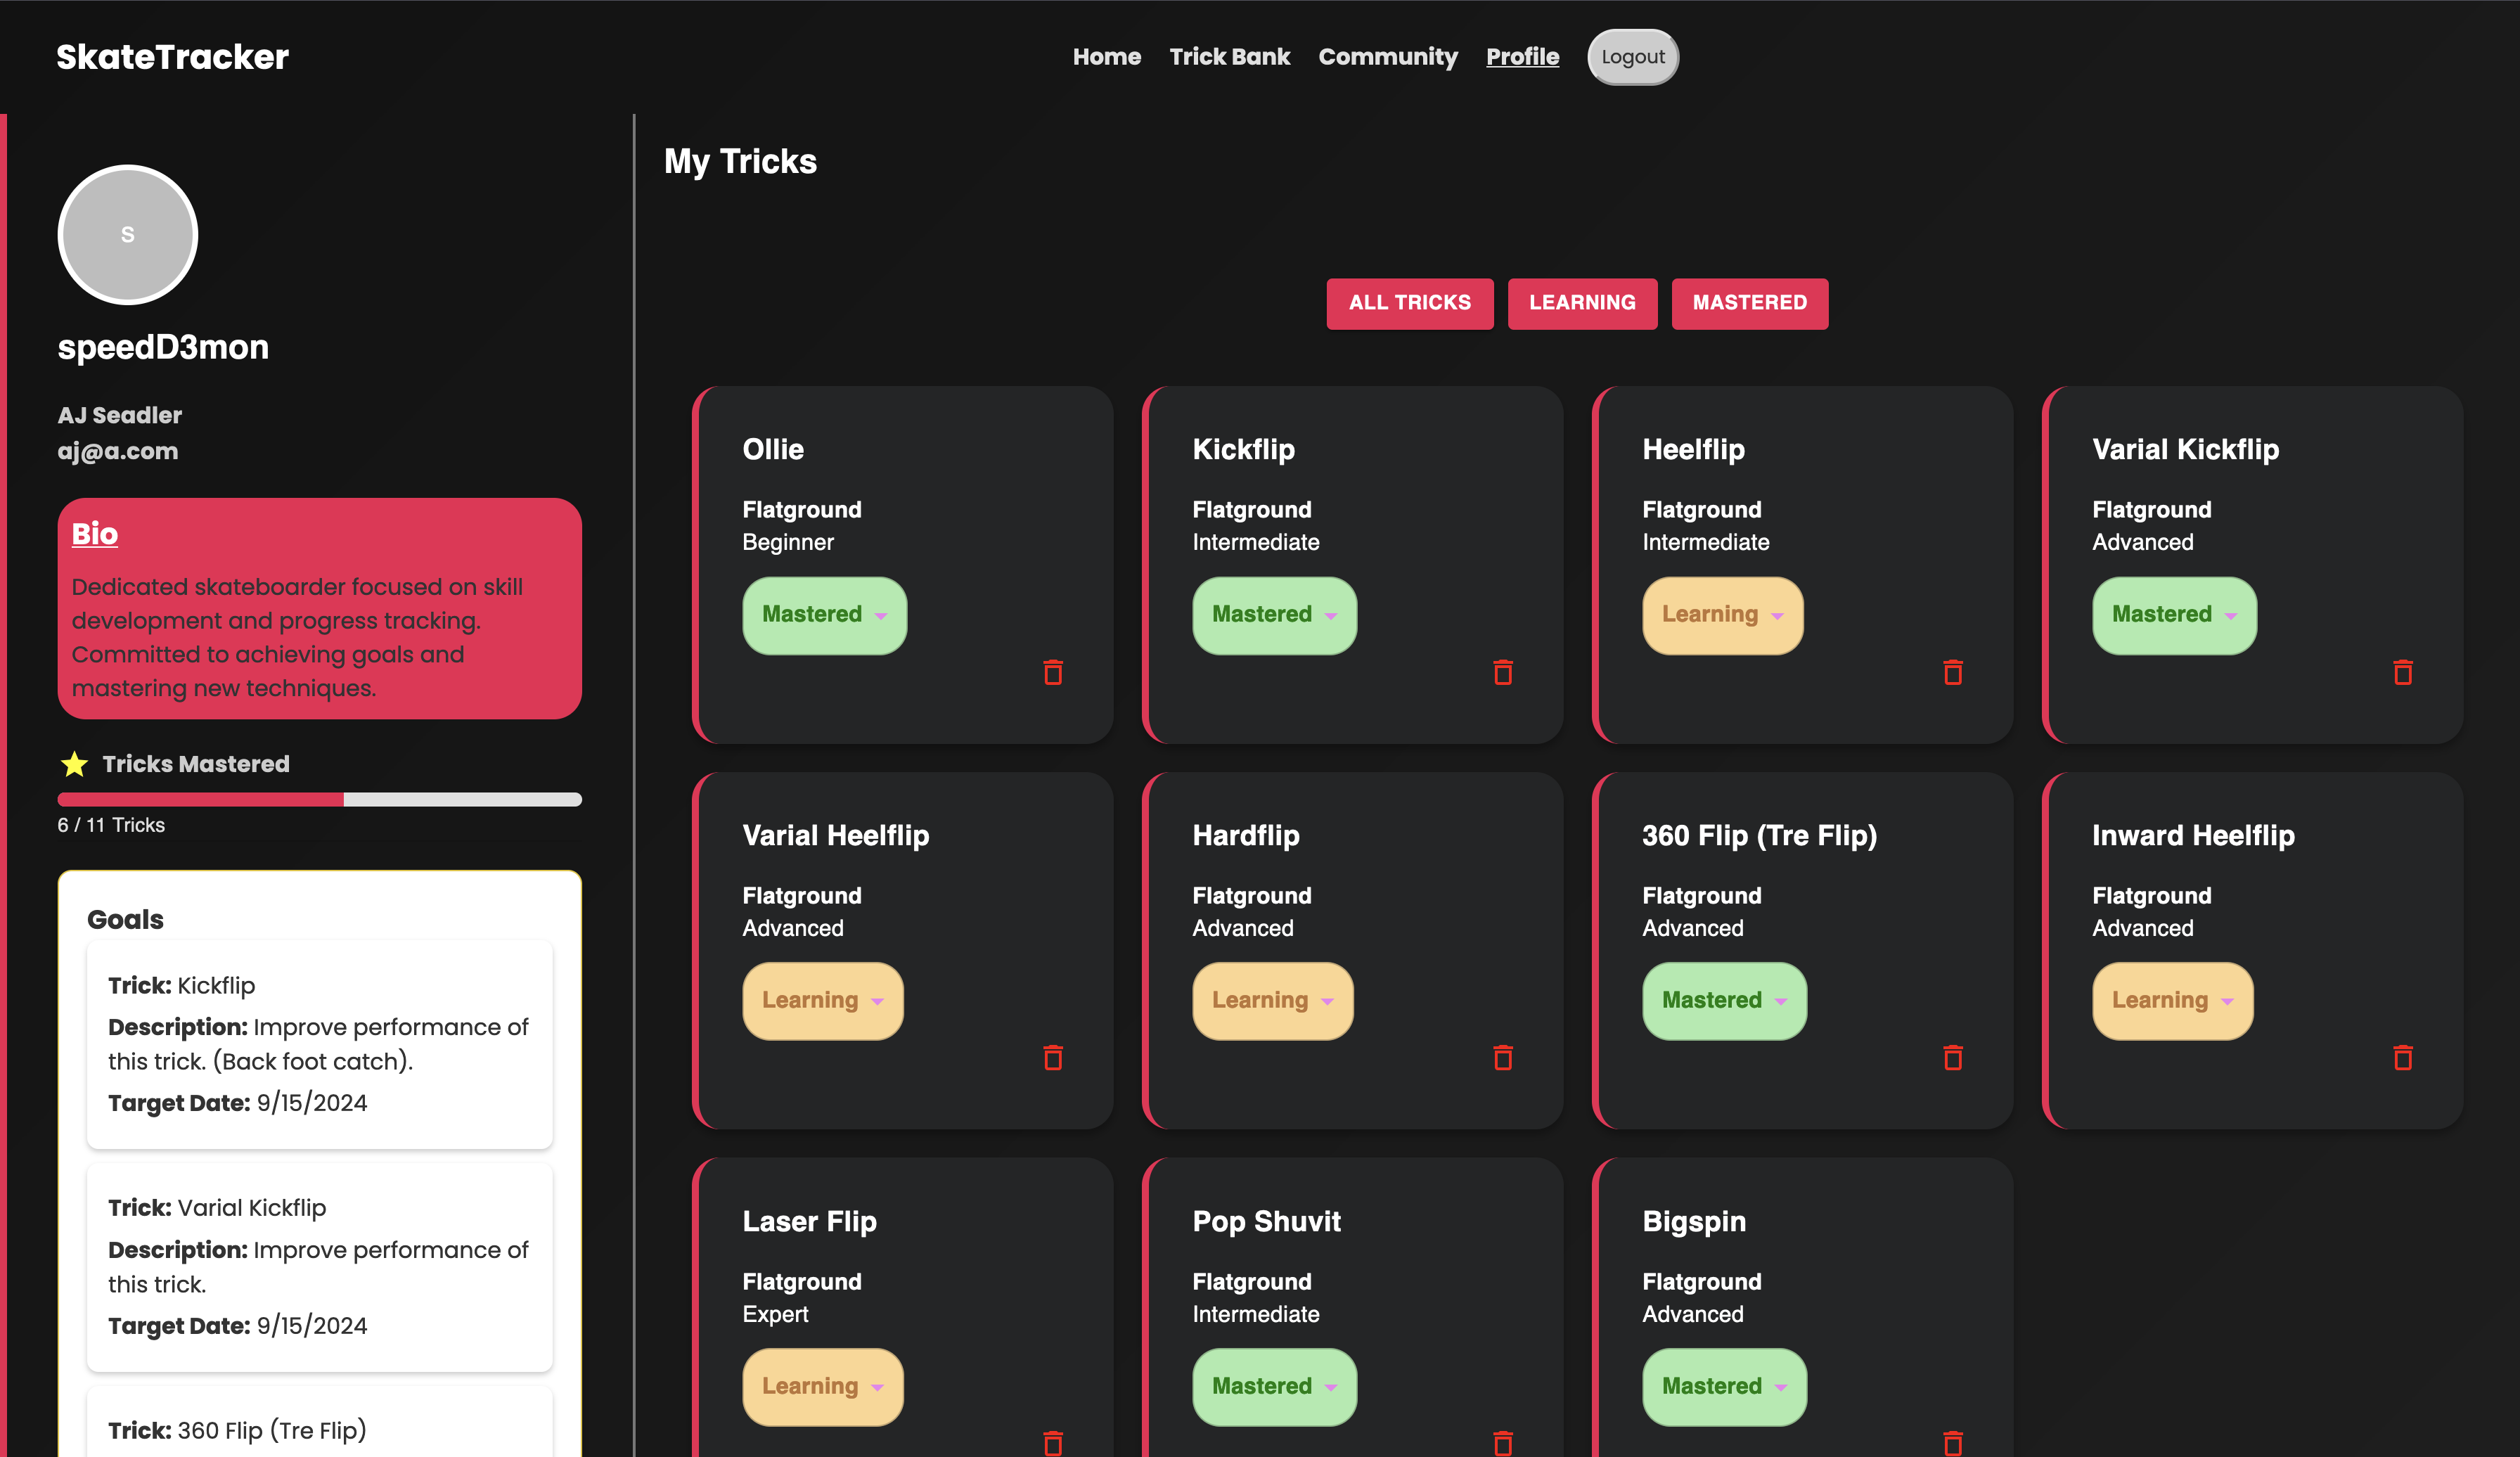 SkateTracker
Home
Trick Bank
Community
Profile
Logout
S
speedD3mon
AJ Seadler
aj@a.com
Bio
Dedicated skateboarder focused on skill
development and progress tracking.
Committed to achieving goals and
mastering new techniques.
Tricks Mastered
6 / 11 Tricks
Goals
Trick: Kickflip
Description: Improve performance of
this trick. (Back foot catch).
Target Date: 9/15/2024
Trick: Varial Kickflip
Description: Improve performance of
this trick.
Target Date: 9/15/2024
Trick: 360 Flip (Tre Flip)
My Tricks
ALL TRICKS
LEARNING
MASTERED
Ollie
Flatground
Beginner
Mastered
Kickflip
Flatground
Intermediate
Mastered
Heelflip
Flatground
Intermediate
Learning
Varial Kickflip
Flatground
Advanced
Mastered
Varial Heelflip
Flatground
Advanced
Learning
Hardflip
Flatground
Advanced
Learning
360 Flip (Tre Flip)
Flatground
Advanced
Mastered
Inward Heelflip
Flatground
Advanced
Learning
Laser Flip
Flatground
Expert
Learning
Pop Shuvit
Flatground
Intermediate
Mastered
Bigspin
Flatground
Advanced
Mastered